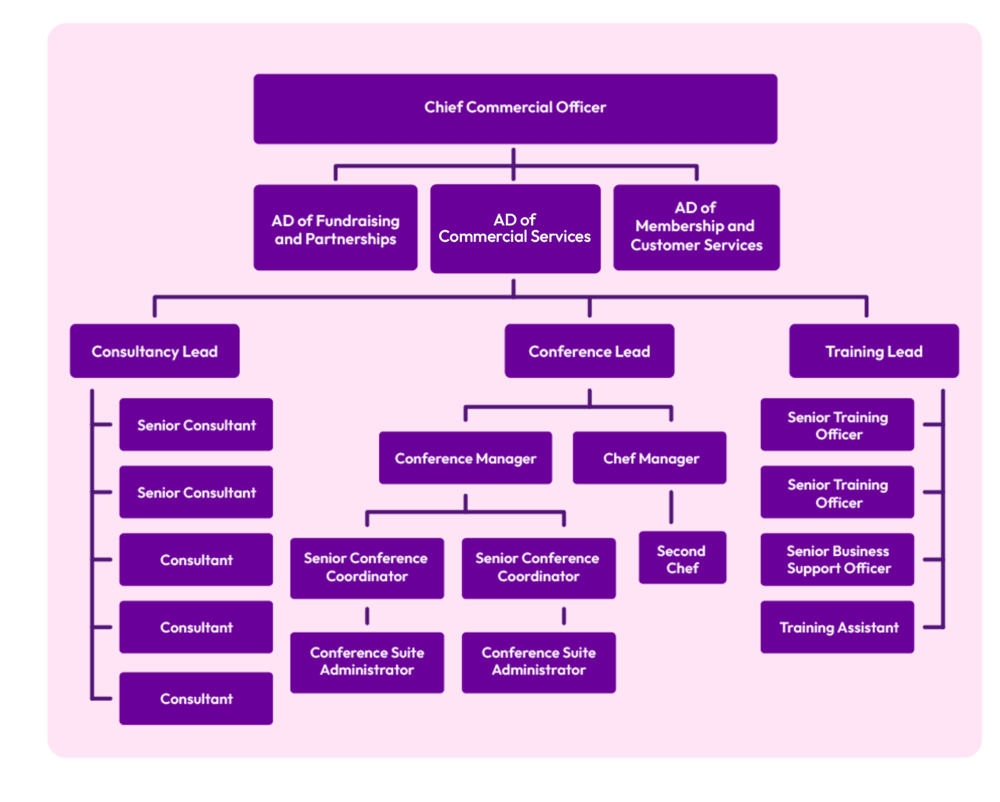 Chief Commercial Officer
AD of Fundraising
and Partnerships
AD of
Commercial Services
AD of
Membership and
Customer Services
Consultancy Lead
Conference Lead
Training Lead
Senior Consultant
Senior Consultant
Consultant
Consultant
Consultant
Conference Manager
Chef Manager
Senior Conference
Coordinator
Senior Conference
Coordinator
Second
Chef
Conference Suite
Administrator
Conference Suite
Administrator
Senior Training
Officer
Senior Training
Officer
Senior Business
Support Officer
Training Assistant